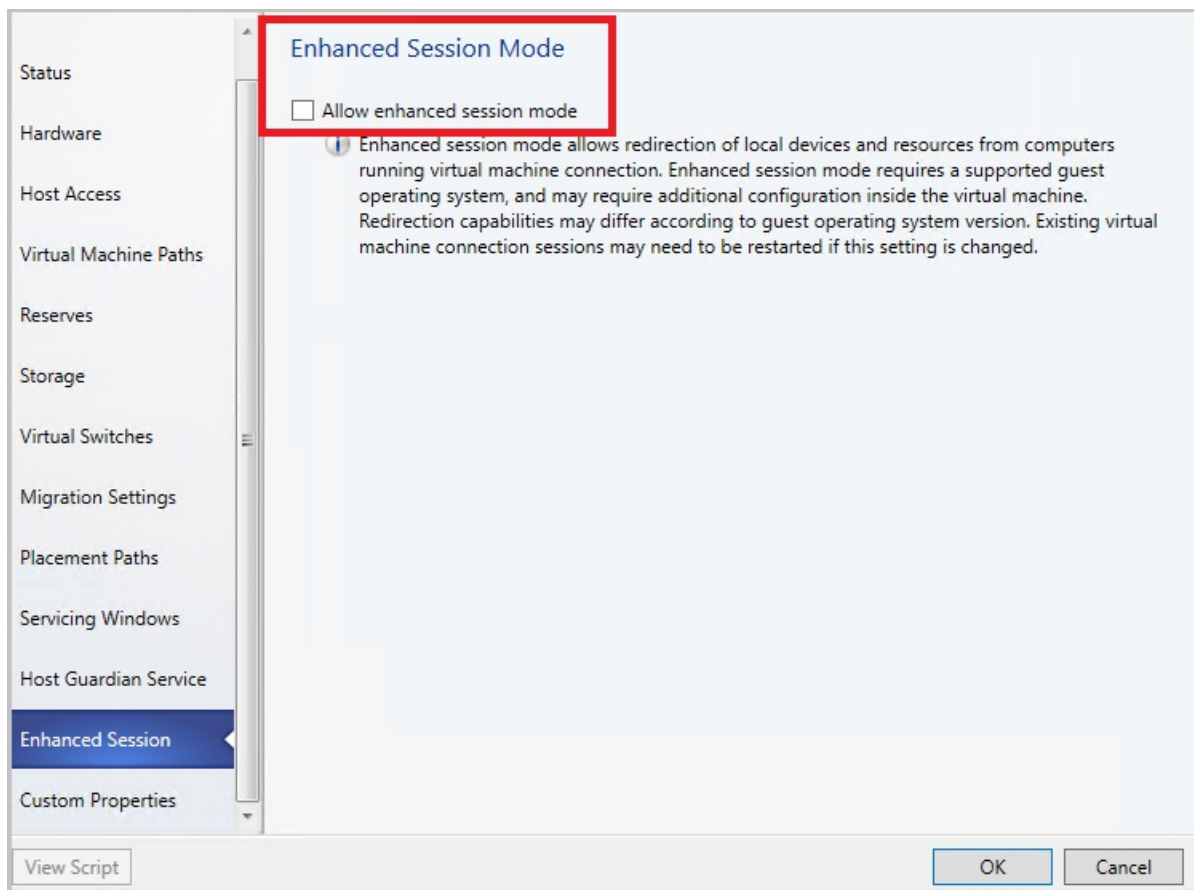 Status
Hardware
Host Access
Virtual Machine Paths
Reserves
Storage
Virtual Switches
Migration Settings
Placement Paths
Servicing Windows
Host Guardian Service
Enhanced Session
Custom Properties
Enhanced Session Mode
Allow enhanced session mode
Enhanced session mode allows redirection of local devices and resources from computers
running virtual machine connection. Enhanced session mode requires a supported guest
operating system, and may require additional configuration inside the virtual machine.
Redirection capabilities may differ according to guest operating system version. Existing virtual
machine connection sessions may need to be restarted if this setting is changed.
View Script
OK
Cancel